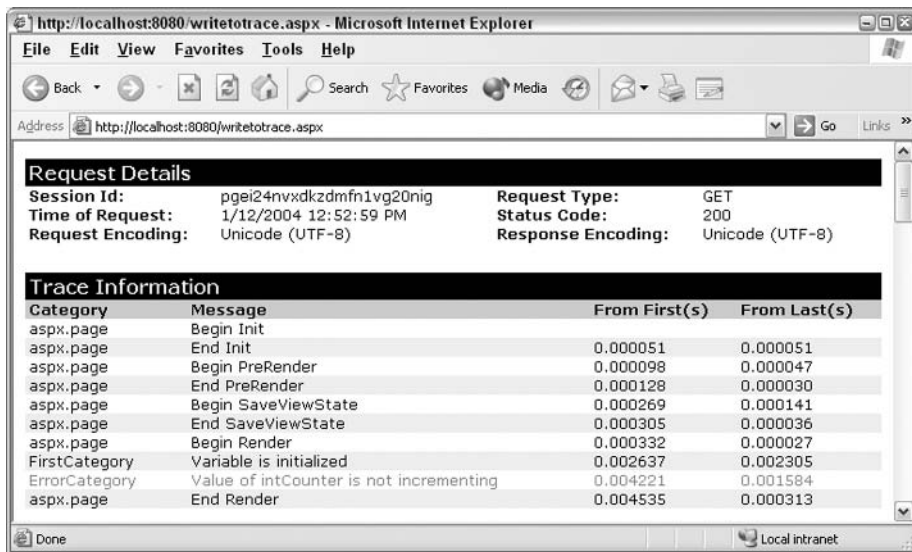 http://localhost:8080/writetotrace.aspx - Microsoft Internet Explorer
File Edit View Favorites Tools Help
Back Search Favorites Media
Address http://localhost:8080/writetotrace.aspx Go Links »
Request Details
Session Id: pgei24nvxdkzdmfn1vg20nig Request Type: GET
Time of Request: 1/12/2004 12:52:59 PM Status Code: 200
Request Encoding: Unicode (UTF-8) Response Encoding: Unicode (UTF-8)
Trace Information
Category Message From First(s) From Last(s)
aspx.page Begin Init
aspx.page End Init 0.000051 0.000051
aspx.page Begin PreRender 0.000098 0.000047
aspx.page End PreRender 0.000128 0.000030
aspx.page Begin SaveViewState 0.000269 0.000141
aspx.page End SaveViewState 0.000305 0.000036
aspx.page Begin Render 0.000332 0.000027
FirstCategory Variable is initialized 0.002637 0.002305
ErrorCategory Value of intCounter is not incrementing 0.004221 0.001584
aspx.page End Render 0.004535 0.000313
Done Local intranet